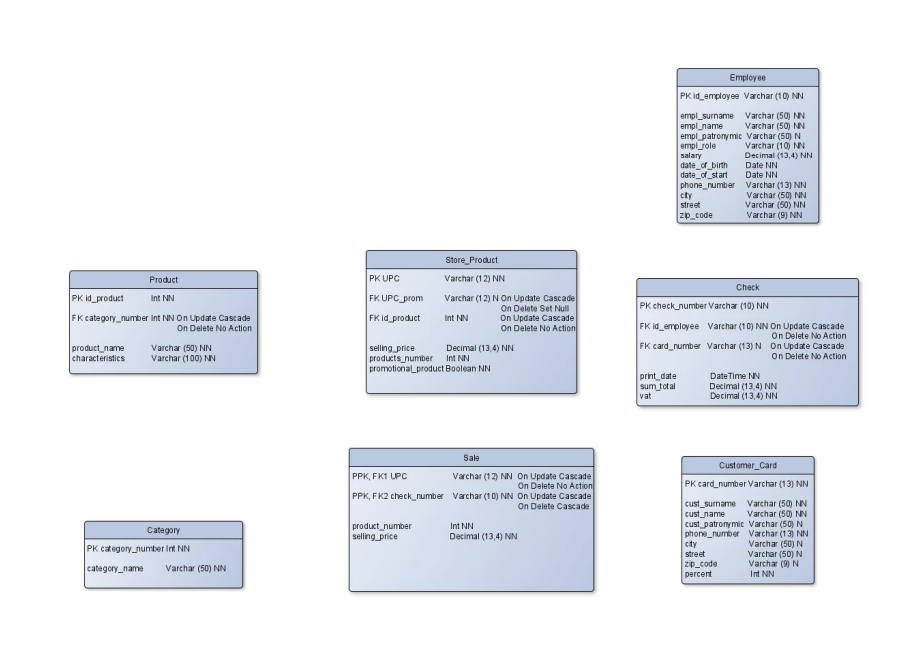 Employee
PK id_employee Varchar (10) NN
empl_surname Varchar (50) NN
empl_name Varchar (50) NN
empl_patronymic Varchar (50) N
empl_role Varchar (10) NN
salary Decimal (13,4) NN
date_of_birth Date NN
date_of_start Date NN
phone_number Varchar (13) NN
city Varchar (50) NN
street Varchar (50) NN
zip_code Varchar (9) NN
Product
PK id_product Int NN
FK category_number Int NN On Update Cascade
On Delete No Action
product_name Varchar (50) NN
characteristics Varchar (100) NN
Store_Product
PK UPC Varchar (12) NN
FK UPC_prom Varchar (12) N On Update Cascade
On Delete Set Null
FK id_product Int NN On Update Cascade
On Delete No Action
selling_price Decimal (13,4) NN
products_number Int NN
promotional_product Boolean NN
Check
PK check_number Varchar (10) NN
FK id_employee Varchar (10) NN On Update Cascade
On Delete No Action
FK card_number Varchar (13) N On Update Cascade
On Delete No Action
print_date DateTime NN
sum_total Decimal (13,4) NN
vat Decimal (13,4) NN
Category
PK category_number Int NN
category_name Varchar (50) NN
Sale
PPK, FK1 UPC Varchar (12) NN On Update Cascade
On Delete No Action
PPK, FK2 check_number Varchar (10) NN On Update Cascade
On Delete Cascade
product_number Int NN
selling_price Decimal (13,4) NN
Customer_Card
PK card_number Varchar (13) NN
cust_surname Varchar (50) NN
cust_name Varchar (50) NN
cust_patronymic Varchar (50) N
phone_number Varchar (13) NN
city Varchar (50) N
street Varchar (50) N
zip_code Varchar (9) N
percent Int NN